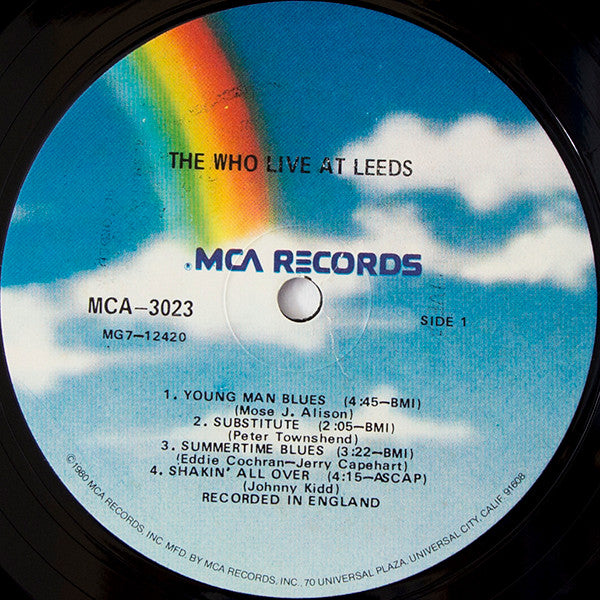 THE WHO LIVE AT LEEDS
® MCA RECORDS
MCA-3023
MG7-12420
SIDE 1
1. YOUNG MAN BLUES (4:45-BMI)
(Mose J. Alison)
2. SUBSTITUTE (2:05-BMI)
(Peter Townshend)
3. SUMMERTIME BLUES (3:22-BMI)
(Eddie Cochran-Jerry Capehart)
4. SHAKIN' ALL OVER (4:15-ASCAP)
(Johnny Kidd)
RECORDED IN ENGLAND
©1980 MCA RECORDS, INC. MFD. BY MCA RECORDS, INC., 70 UNIVERSAL PLAZA, UNIVERSAL CITY, CALIF. 91608